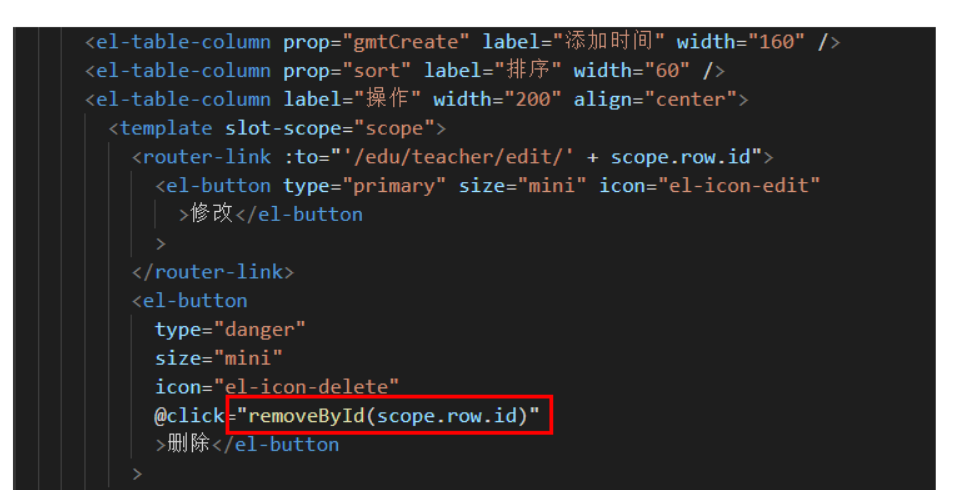 <el-table-column prop="gmtCreate" label="添加时间" width="160" />
<el-table-column prop="sort" label="排序" width="60" />
<el-table-column label="操作" width="200" align="center">
<template slot-scope="scope">
<router-link :to="'/edu/teacher/edit/' + scope.row.id">
<el-button type="primary" size="mini" icon="el-icon-edit"
>修改</el-button
>
</router-link>
<el-button
type="danger"
size="mini"
icon="el-icon-delete"
@click="removeById(scope.row.id)"
>删除</el-button
>